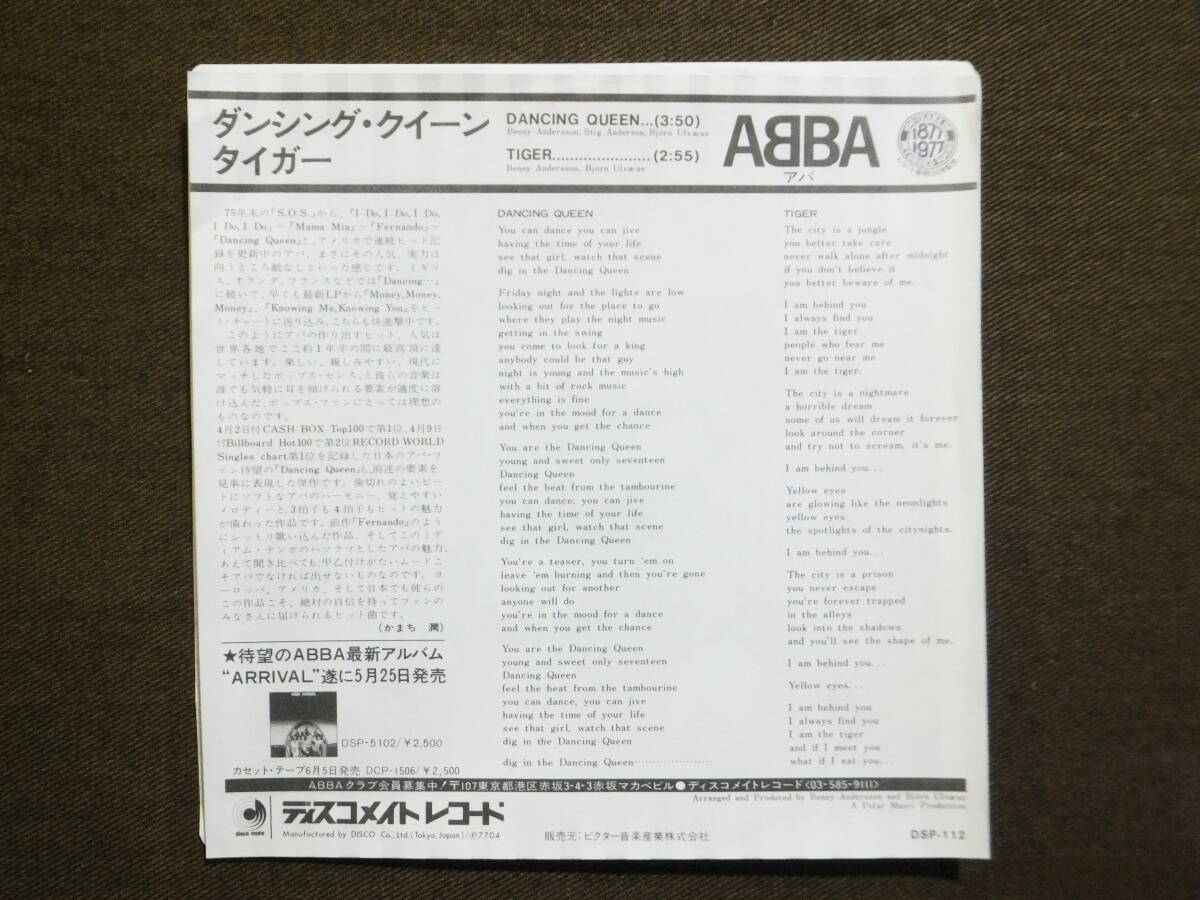 ダンシング・クイーン
タイガー
DANCING QUEEN...(3:50)
Benny Andersson, Stig Anderson, Björn Ulvæus
TIGER......................(2:55)
Benny Andersson, Björn Ulvæus
ABBA
アバ
1877
1977
75年末の『S.O.S.』から、『I Do, I Do, I Do,
I Do, I Do』〜『Mama Mia』〜『Fernando』〜
『Dancing Queen』と、アメリカで連続ヒット記
録を更新中のアバ、まさにその人気、実力は
向うところ敵なしといった感じです。イギリ
ス、オランダ、フランスなどでは『Dancing…』
に続いて、早くも最新LPから『Money, Money,
Money』、『Knowing Me, Knowing You』をヒッ
ト・チャートに送り込み、こちらも快進撃中です。
このようにアバの作り出すヒット、人気は
世界各地でここ約1年半の間に最高頂に達
しています。楽しい、親しみやすい、現代に
マッチしたポップス・センス、と彼らの音楽は
誰でも気軽に耳を傾けられる要素が適度に溶
け込んだ、ポップス・ファンにとっては理想の
ものなのです。
4月2日付CASH BOX Top100で第1位、4月9日
付Billboard Hot100で第2位RECORD WORLD
Singles chart第1位を記録した日本のアバ・フ
ァン待望の『Dancing Queen』も、前述の要素を
見事に表現した傑作です。歯切れのよいビー
トにソフトなアバのハーモニー、覚えやすい
メロディーと、3拍子も4拍子もヒットの魅力
が備わった作品です。前作『Fernando』のよう
にシットリ歌い込んだ作品、そしてこのミデ
ィアム・テンポのハツラツとしたアバの魅力、
あえて聞き比べても、甲乙付けがたいムードこ
そアバでなければ出せないものなのです。ヨ
ーロッパ、アメリカ、そして日本でも彼らの
この作品こそ、絶対の自信を持ってファンの
みなさんに届けられるヒット曲です。
(かまち 潤)
★待望のABBA最新アルバム
"ARRIVAL"遂に5月25日発売
DSP-5102/¥2,500
カセット・テープ6月5日発売 DCP-1506/¥2,500
DANCING QUEEN
You can dance you can jive
having the time of your life
see that girl, watch that scene
dig in the Dancing Queen
Friday night and the lights are low
looking out for the place to go
where they play the night music
getting in the swing
you come to look for a king
anybody could be that guy
night is young and the music's high
with a bit of rock music
everything is fine
you're in the mood for a dance
and when you get the chance
You are the Dancing Queen
young and sweet only seventeen
Dancing Queen
feel the beat from the tambourine
you can dance, you can jive
having the time of your life
see that girl, watch that scene
dig in the Dancing Queen
You're a teaser, you turn 'em on
leave 'em burning and then you're gone
looking out for another
anyone will do
you're in the mood for a dance
and when you get the chance
You are the Dancing Queen
young and sweet only seventeen
Dancing Queen
feel the beat from the tambourine
you can dance, you can jive
having the time of your life
see that girl, watch that scene
dig in the Dancing Queen
dig in the Dancing Queen..................
TIGER
The city is a jungle
you better take care
never walk alone after midnight
if you don't believe it
you better beware of me.
I am behind you
I always find you
I am the tiger
people who fear me
never go near me
I am the tiger.
The city is a nightmare
a horrible dream
some of us will dream it forever
look around the corner
and try not to scream, it's me.
I am behind you...
Yellow eyes
are glowing like the neonlights
yellow eyes
the spotlights of the citynights.
I am behind you...
The city is a prison
you never escape
you're forever trapped
in the alleys
look into the shadows
and you'll see the shape of me.
I am behind you...
Yellow eyes...
I am behind you
I always find you
I am the tiger
and if I meet you
what if I eat you...
ABBAクラブ会員募集中!〒107東京都港区赤坂3-4-3赤坂マカベビル●ディスコメイトレコード〈03-585-9111〉
Arranged and Produced by Benny Andersson and Björn Ulvæus
A Polar Music Production
disco mate
ディスコメイトレコード
Manufactured by DISCO Co., Ltd. (Tokyo, Japan)/Ⓟ7704
販売元:ビクター音楽産業株式会社
DSP-112